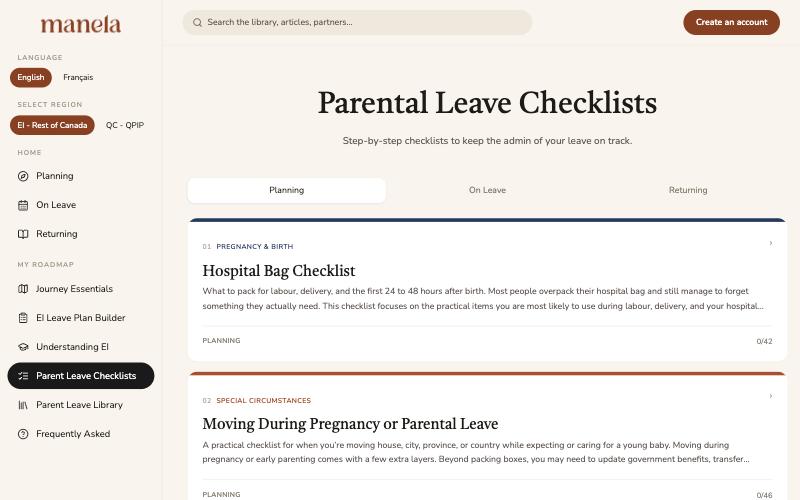 manela
LANGUAGE
English
Français
SELECT REGION
EI - Rest of Canada
QC - QPIP
HOME
Planning
On Leave
Returning
MY ROADMAP
Journey Essentials
EI Leave Plan Builder
Understanding EI
Parent Leave Checklists
Parent Leave Library
Frequently Asked
Search the library, articles, partners...
Create an account
Parental Leave Checklists
Step-by-step checklists to keep the admin of your leave on track.
Planning
On Leave
Returning
01 PREGNANCY & BIRTH
Hospital Bag Checklist
What to pack for labour, delivery, and the first 24 to 48 hours after birth. Most people overpack their hospital bag and still manage to forget
something they actually need. This checklist focuses on the practical items you are most likely to use during labour, delivery, and your hospital...
PLANNING
0/42
02 SPECIAL CIRCUMSTANCES
Moving During Pregnancy or Parental Leave
A practical checklist for when you're moving house, city, province, or country while expecting or caring for a young baby. Moving during
pregnancy or early parenting comes with a few extra layers. Beyond packing boxes, you may need to update government benefits, transfer...
PLANNING
0/46